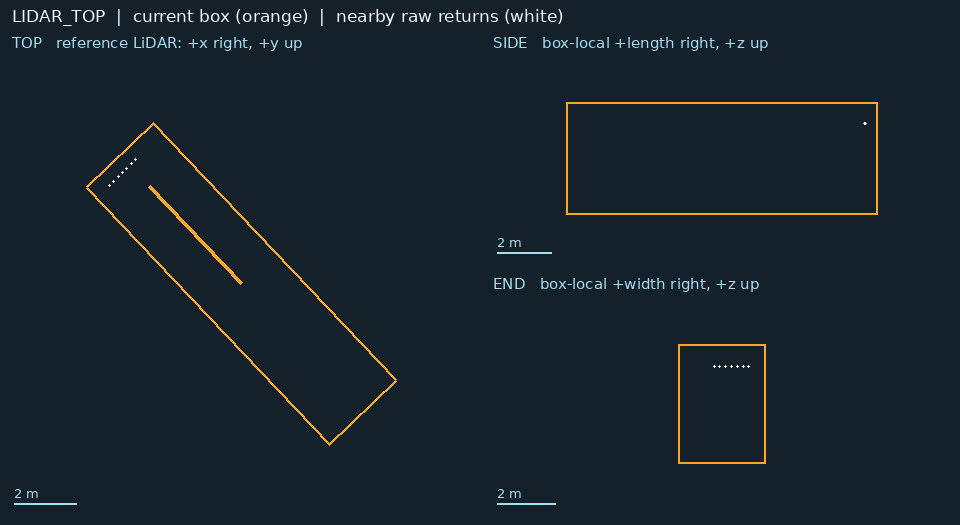 LIDAR_TOP | current box (orange) | nearby raw returns (white)
TOP reference LiDAR: +x right, +y up
SIDE box-local +length right, +z up
2 m
END box-local +width right, +z up
2 m
2 m